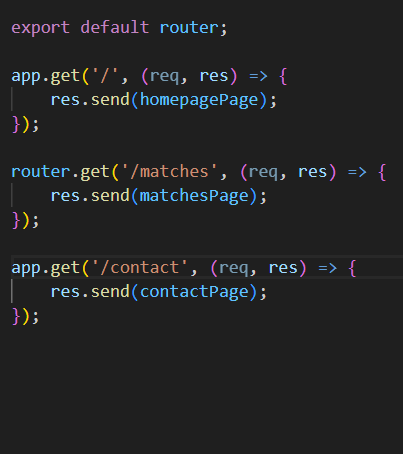 export default router;
app.get('/', (req, res) => {
res.send(homepagePage);
});
router.get('/matches', (req, res) => {
res.send(matchesPage);
});
app.get('/contact', (req, res) => {
res.send(contactPage);
});